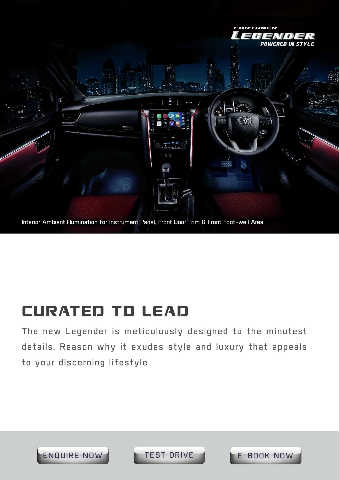 FORTUNER
LEGENDER
POWERED IN STYLE
Interior Ambient Illumination for Instrument Panel, Front Door Trim & Front Foot-well Area
CURATED TO LEAD
The new Legender is meticulously designed to the minutest
details. Reason why it exudes style and luxury that appeals
to your discerning lifestyle.
ENQUIRE NOW
TEST DRIVE
E-BOOK NOW